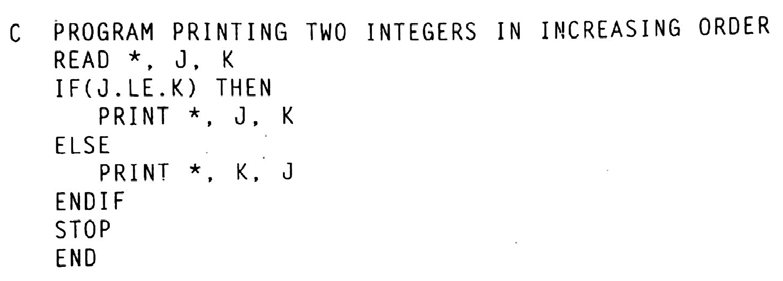 C PROGRAM PRINTING TWO INTEGERS IN INCREASING ORDER
READ *, J, K
IF(J.LE.K) THEN
PRINT *, J, K
ELSE
PRINT *, K, J
ENDIF
STOP
END